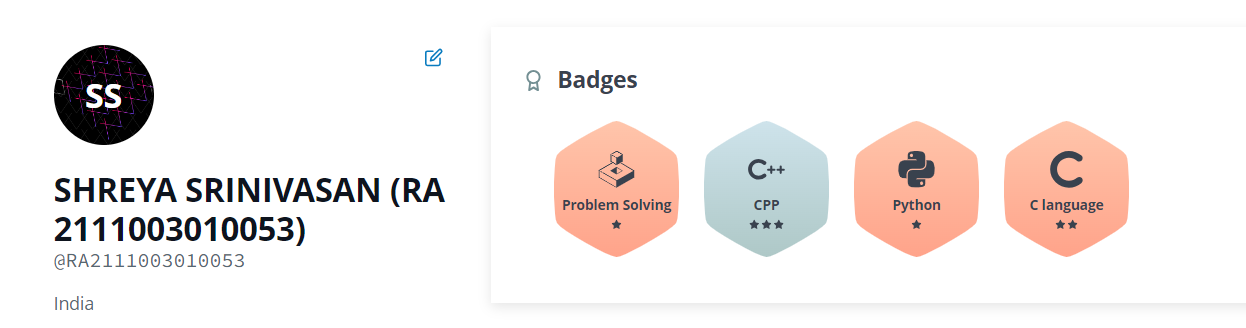 SS
SHREYA SRINIVASAN (RA
2111003010053)
@RA2111003010053
India
Badges
Problem Solving
C++
CPP
Python
C
C language